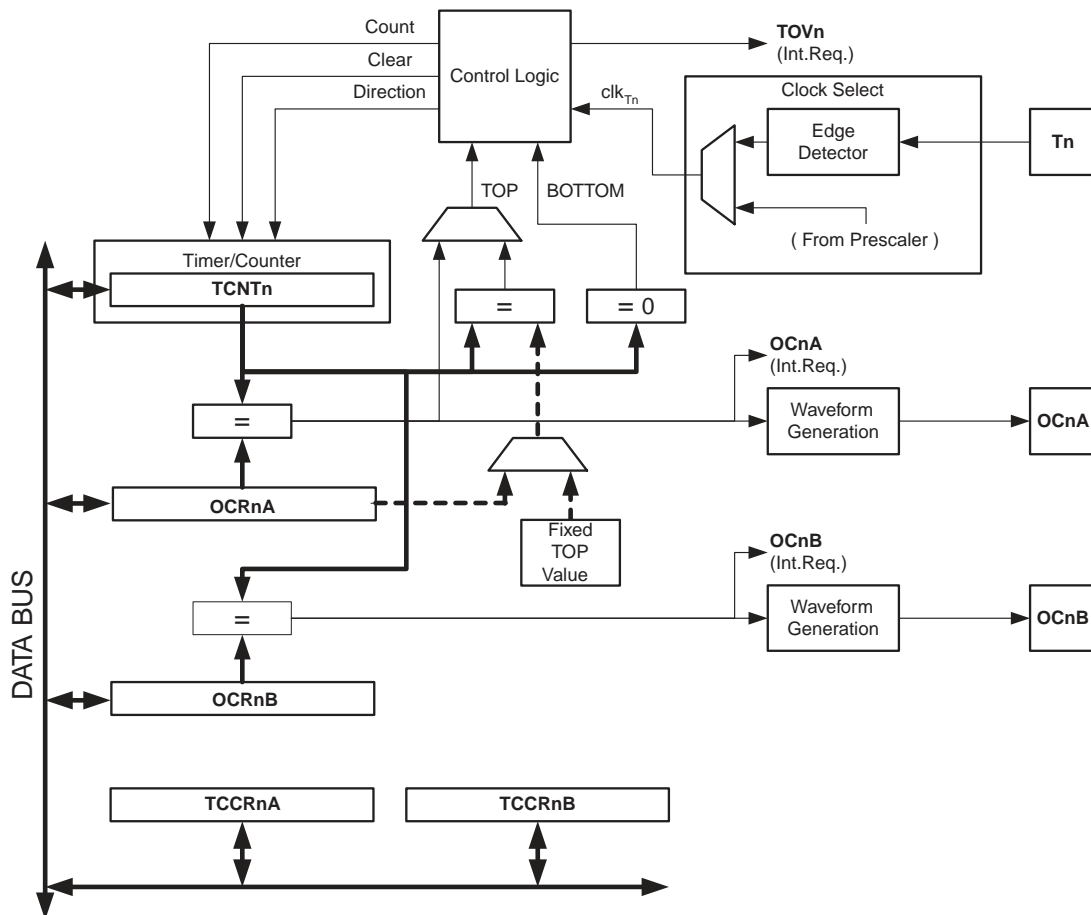 Count
Clear
Direction
Control Logic
TOVn
(Int.Req.)
clkTn
Clock Select
Edge
Detector
Tn
( From Prescaler )
TOP
BOTTOM
Timer/Counter
TCNTn
=
= 0
OCnA
(Int.Req.)
=
Waveform
Generation
OCnA
OCRnA
Fixed
TOP
Value
OCnB
(Int.Req.)
=
Waveform
Generation
OCnB
OCRnB
DATA BUS
TCCRnA
TCCRnB